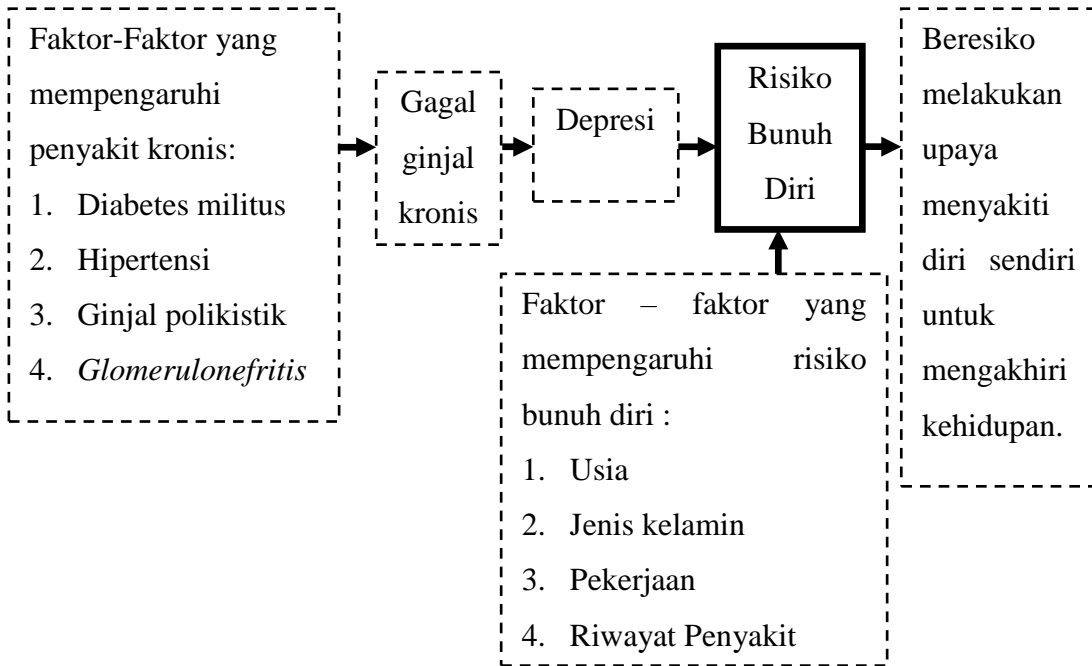 Faktor-Faktor yang
mempengaruhi
penyakit kronis:
1. Diabetes militus
2. Hipertensi
3. Ginjal polikistik
4. Glomerulonefritis
Gagal
ginjal
kronis
Depresi
Risiko
Bunuh
Diri
Beresiko
melakukan
upaya
menyakiti
diri sendiri
untuk
mengakhiri
kehidupan.
Faktor – faktor yang
mempengaruhi risiko
bunuh diri :
1. Usia
2. Jenis kelamin
3. Pekerjaan
4. Riwayat Penyakit